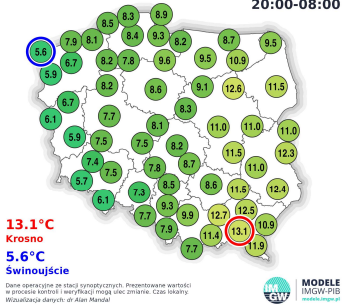 20:00-08:00
8.5 8.3 8.9
7.9 8.1 8.4 9.3 8.2 8.7 9.5
5.6 6.7 8.2 7.8 9.6 9.5 10.9
5.9
8.2 8.6 9.1 12.6 11.5
6.7 8.3
6.1 7.7 8.1 11.0 11.0 11.0
5.9 7.5 7.5 8.2 11.5 12.3
7.4 7.8 8.7
5.7 7.5 8.5 8.6 11.5 12.4
6.1 7.3 9.3 9.9 12.7 12.5
7.7 7.9 11.4 13.1 10.9
7.7 11.9
13.1°C
Krosno
5.6°C
Świnoujście
Dane operacyjne ze stacji synoptycznych. Prezentowane wartości
w procesie kontroli i weryfikacji mogą ulec zmianie. Czas lokalny.
Wizualizacja danych: dr Alan Mandal
IM
GW
MODELE
IMGW-PIB
modele.imgw.pl